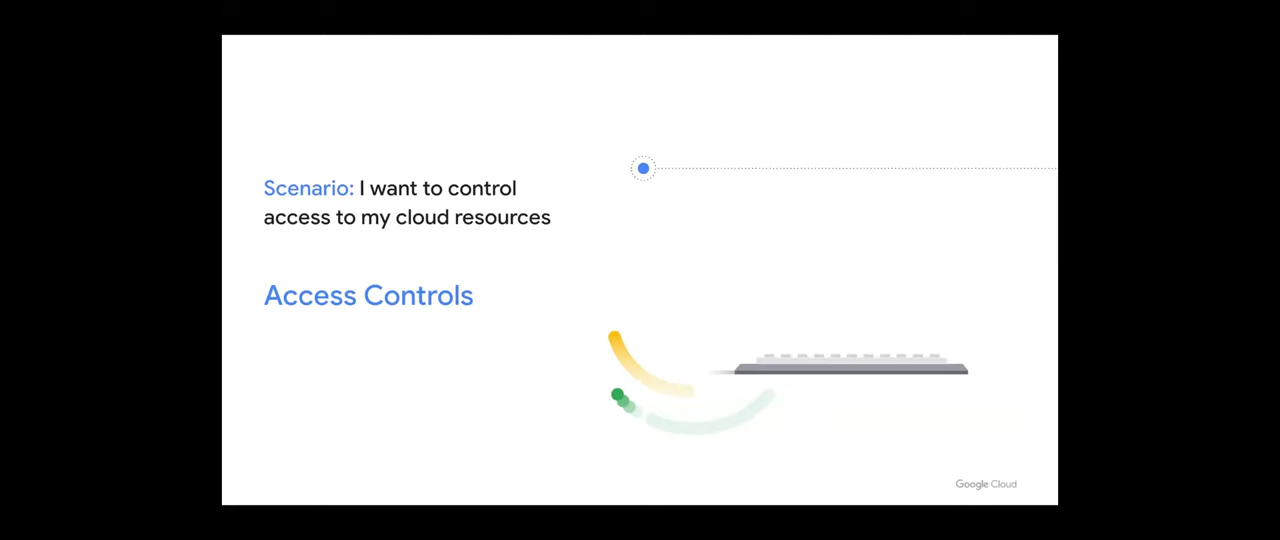 Scenario: I want to control
access to my cloud resources
Access Controls
Google Cloud